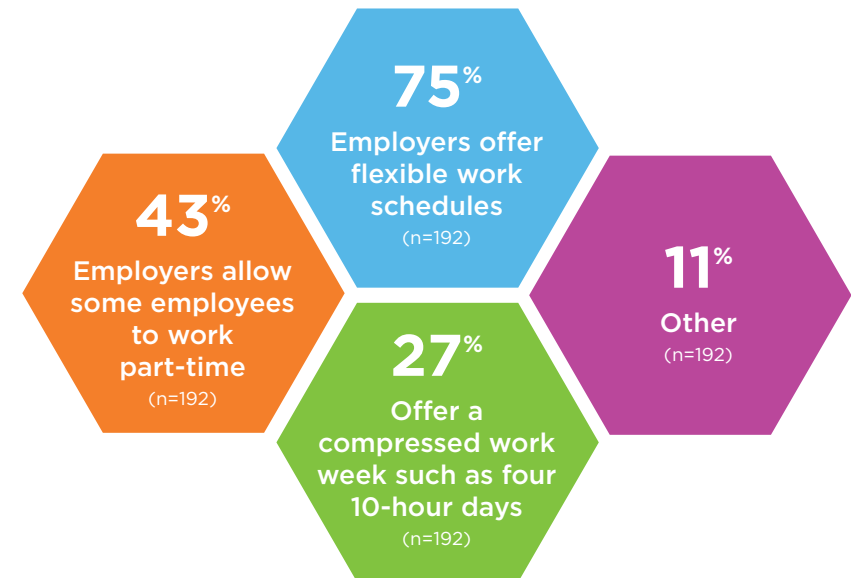 75%
Employers offer
flexible work
schedules
(n=192)
43%
Employers allow
some employees
to work
part-time
(n=192)
11%
Other
(n=192)
27%
Offer a
compressed work
week such as four
10-hour days
(n=192)